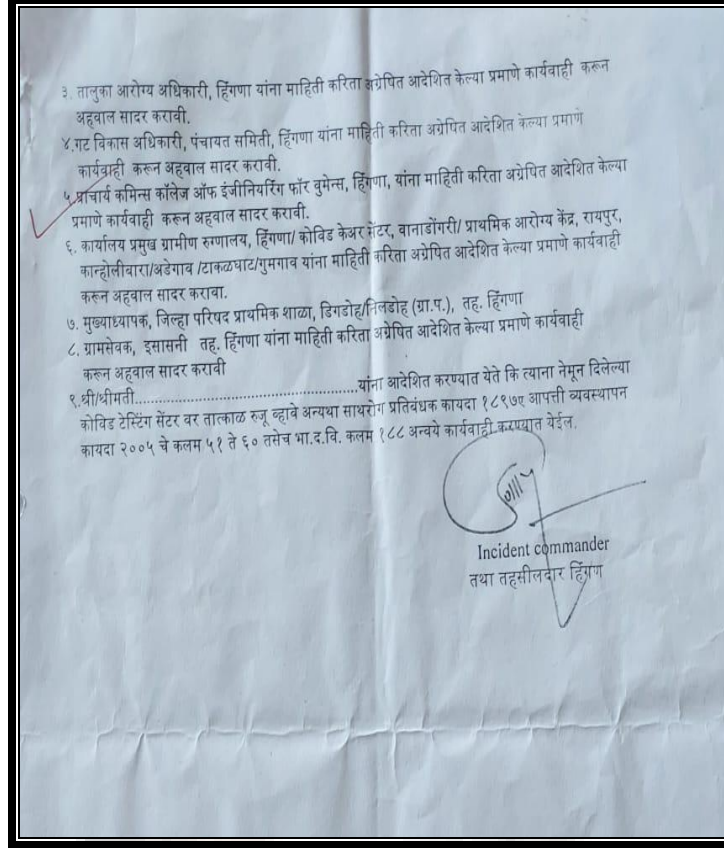 ३. तालुका आरोग्य अधिकारी, हिंगणा यांना माहिती करिता अग्रेषित आदेशित केल्या प्रमाणे कार्यवाही करून
अहवाल सादर करावी.
४.गट विकास अधिकारी, पंचायत समिती, हिंगणा यांना माहिती करिता अग्रेषित आदेशित केल्या प्रमाणे
कार्यवाही करून अहवाल सादर करावी.
५.प्राचार्य कमिन्स कॉलेज ऑफ इंजीनियरिंग फॉर वुमेन्स, हिंगणा, यांना माहिती करिता अग्रेषित आदेशित केल्या
प्रमाणे कार्यवाही करून अहवाल सादर करावी.
६. कार्यालय प्रमुख ग्रामीण रुग्णालय, हिंगणा/ कोविड केअर सेंटर, वानाडोंगरी/ प्राथमिक आरोग्य केंद्र, रायपुर,
कान्होलीवारा/अडेगाव /टाकळघाट/गुमगाव यांना माहिती करिता अग्रेषित आदेशित केल्या प्रमाणे कार्यवाही
करून अहवाल सादर करावा.
७. मुख्याध्यापक, जिल्हा परिषद प्राथमिक शाळा, डिगडोह/निलडोह (ग्रा.प.), तह. हिंगणा
८. ग्रामसेवक, इसासनी तह. हिंगणा यांना माहिती करिता अग्रेषित आदेशित केल्या प्रमाणे कार्यवाही
करून अहवाल सादर करावी
९.श्री/श्रीमती...............................................यांना आदेशित करण्यात येते कि त्याना नेमून दिलेल्या
कोविड टेस्टिंग सेंटर वर तात्काळ रुजू व्हावे अन्यथा साथरोग प्रतिबंधक कायदा १८९७ए आपत्ती व्यवस्थापन
कायदा २००५ चे कलम ५१ ते ६० तसेच भा.द.वि. कलम १८८ अन्वये कार्यवाही करण्यात येईल.
Incident commander
तथा तहसीलदार हिंगण